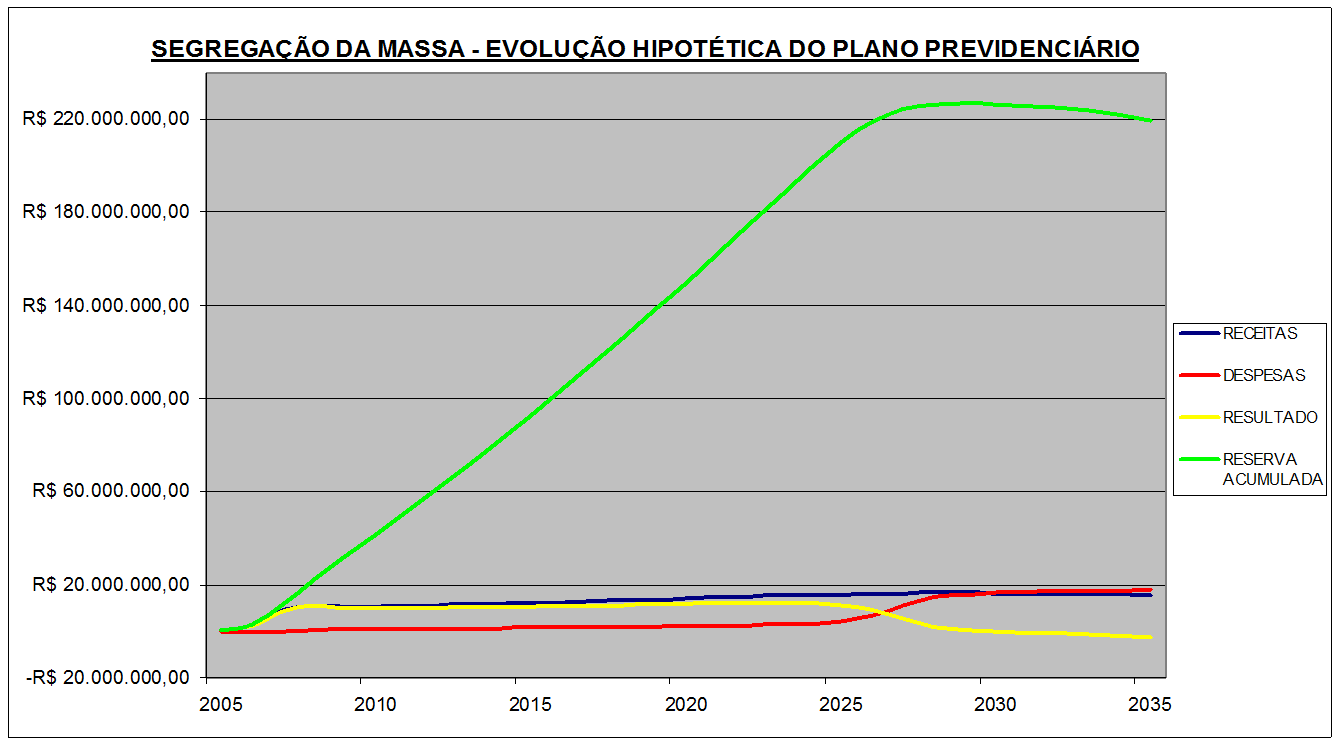 SEGREGAÇÃO DA MASSA - EVOLUÇÃO HIPOTÉTICA DO PLANO PREVIDENCIÁRIO
R$ 220.000.000,00
R$ 180.000.000,00
R$ 140.000.000,00
R$ 100.000.000,00
R$ 60.000.000,00
R$ 20.000.000,00
-R$ 20.000.000,00
2005 2010 2015 2020 2025 2030 2035
RECEITAS
DESPESAS
RESULTADO
RESERVA
ACUMULADA